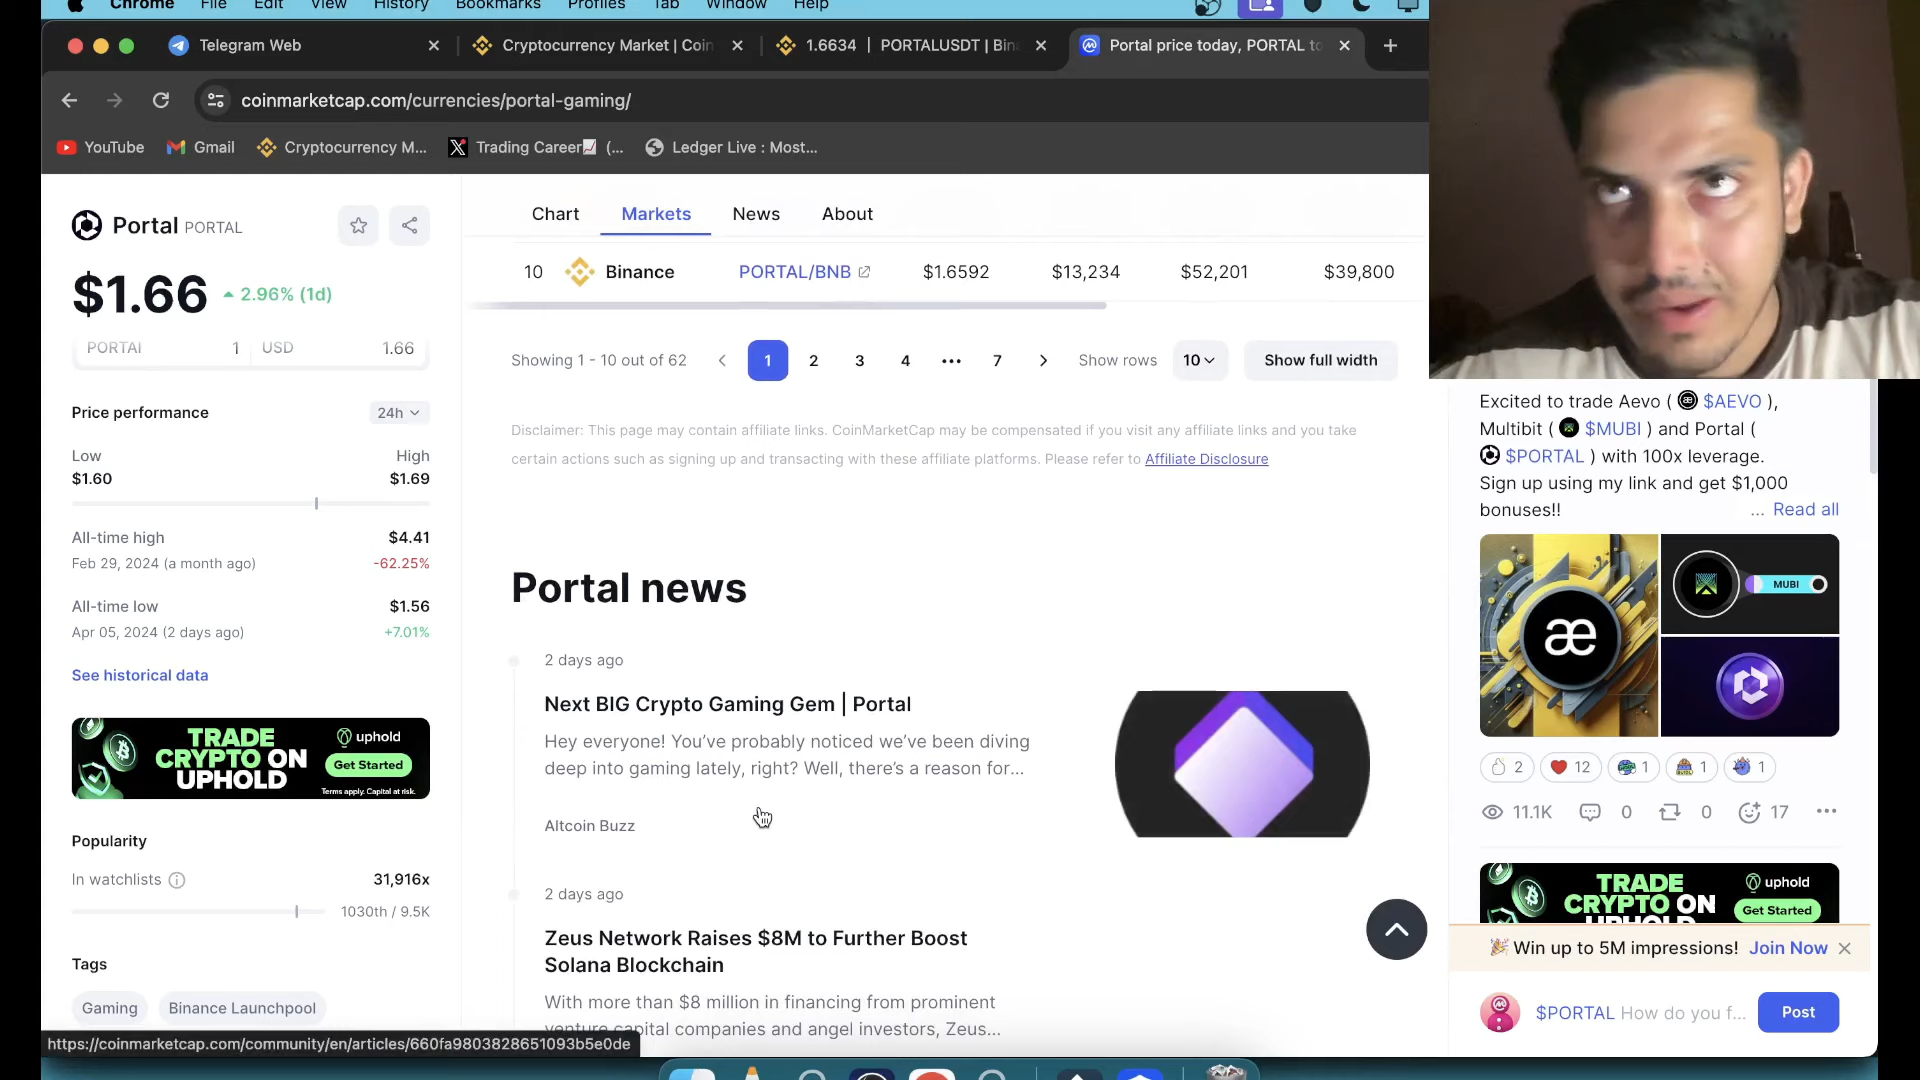 Chrome File Edit View History Bookmarks Profiles Tab Window Help
Telegram Web
Cryptocurrency Market | Coin
1.6634 | PORTALUSDT | Bin
Portal price today, PORTAL to
coinmarketcap.com/currencies/portal-gaming/
YouTube
Gmail
Cryptocurrency M...
Trading Career📈 (...
Ledger Live : Most...
Portal PORTAL
$1.66 2.96% (1d)
PORTAL 1 USD 1.66
Price performance 24h
Low High
$1.60 $1.69
All-time high $4.41
Feb 29, 2024 (a month ago) -62.25%
All-time low $1.56
Apr 05, 2024 (2 days ago) +7.01%
See historical data
TRADE CRYPTO ON UPHOLD
uphold
Get Started
Terms apply. Capital at risk.
Popularity
In watchlists 31,916x
1030th / 9.5K
Tags
Gaming Binance Launchpool
https://coinmarketcap.com/community/en/articles/660fa9803828651093b5e0de
Chart Markets News About
10 Binance PORTAL/BNB $1.6592 $13,234 $52,201 $39,800
Showing 1 - 10 out of 62 1 2 3 4 ... 7 Show rows 10 Show full width
Disclaimer: This page may contain affiliate links. CoinMarketCap may be compensated if you visit any affiliate links and you take
certain actions such as signing up and transacting with these affiliate platforms. Please refer to Affiliate Disclosure
Portal news
2 days ago
Next BIG Crypto Gaming Gem | Portal
Hey everyone! You've probably noticed we've been diving
deep into gaming lately, right? Well, there's a reason for...
Altcoin Buzz
2 days ago
Zeus Network Raises $8M to Further Boost
Solana Blockchain
With more than $8 million in financing from prominent
venture capital companies and angel investors, Zeus...
Excited to trade Aevo ( $AEVO ),
Multibit ( $MUBI ) and Portal (
$PORTAL ) with 100x leverage.
Sign up using my link and get $1,000
bonuses!! ... Read all
æ
MUBI
2 12 1 1 1
11.1K 0 0 17 ...
TRADE
CRYPTO ON
UPHOLD
uphold
Get Started
🎉 Win up to 5M impressions! Join Now
$PORTAL How do you f... Post